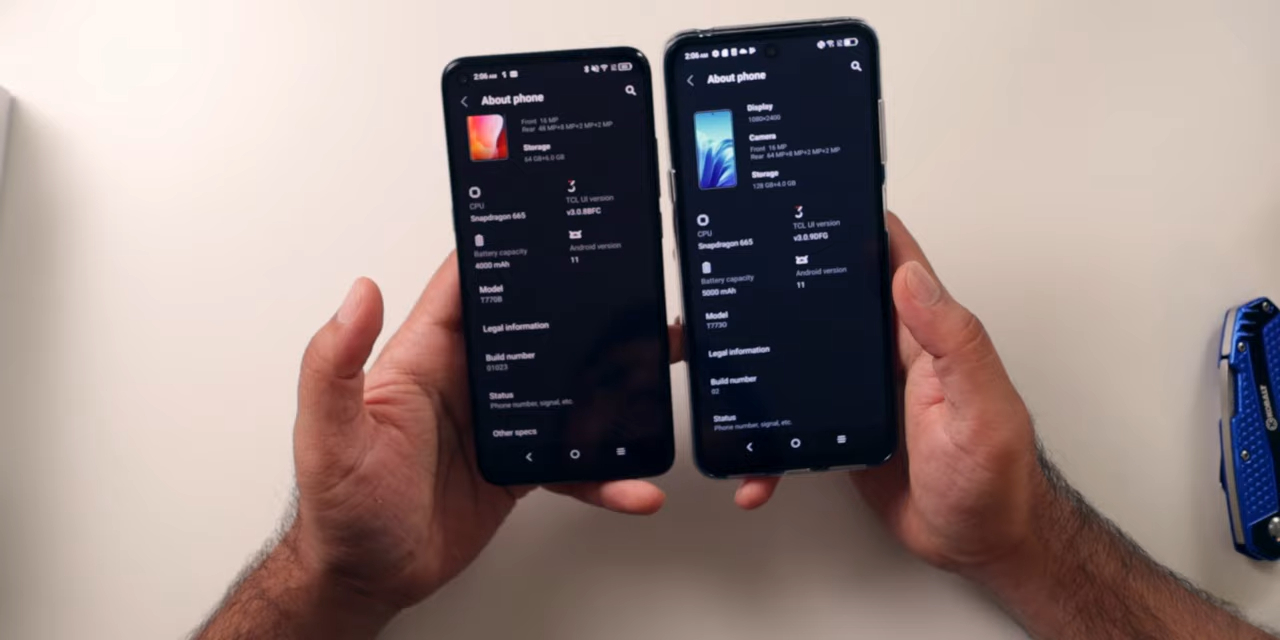 2:06 AM
About phone
Front 16 MP
Rear 48 MP+8 MP+2 MP+2 MP
Storage
64 GB+6.0 GB
CPU
Snapdragon 665
TCL UI version
v3.0.8BFC
Battery capacity
4000 mAh
Android version
11
Model
T770B
Legal information
Build number
01023
Status
Phone number, signal, etc.
Other specs
2:06 AM
About phone
Display
1080×2400
Camera
Front 16 MP
Rear 64 MP+8 MP+2 MP+2 MP
Storage
128 GB+4.0 GB
CPU
Snapdragon 665
TCL UI version
v3.0.9DFG
Battery capacity
5000 mAh
Android version
11
Model
T773O
Legal information
Build number
02
Status
Phone number, signal, etc.
KOBALT